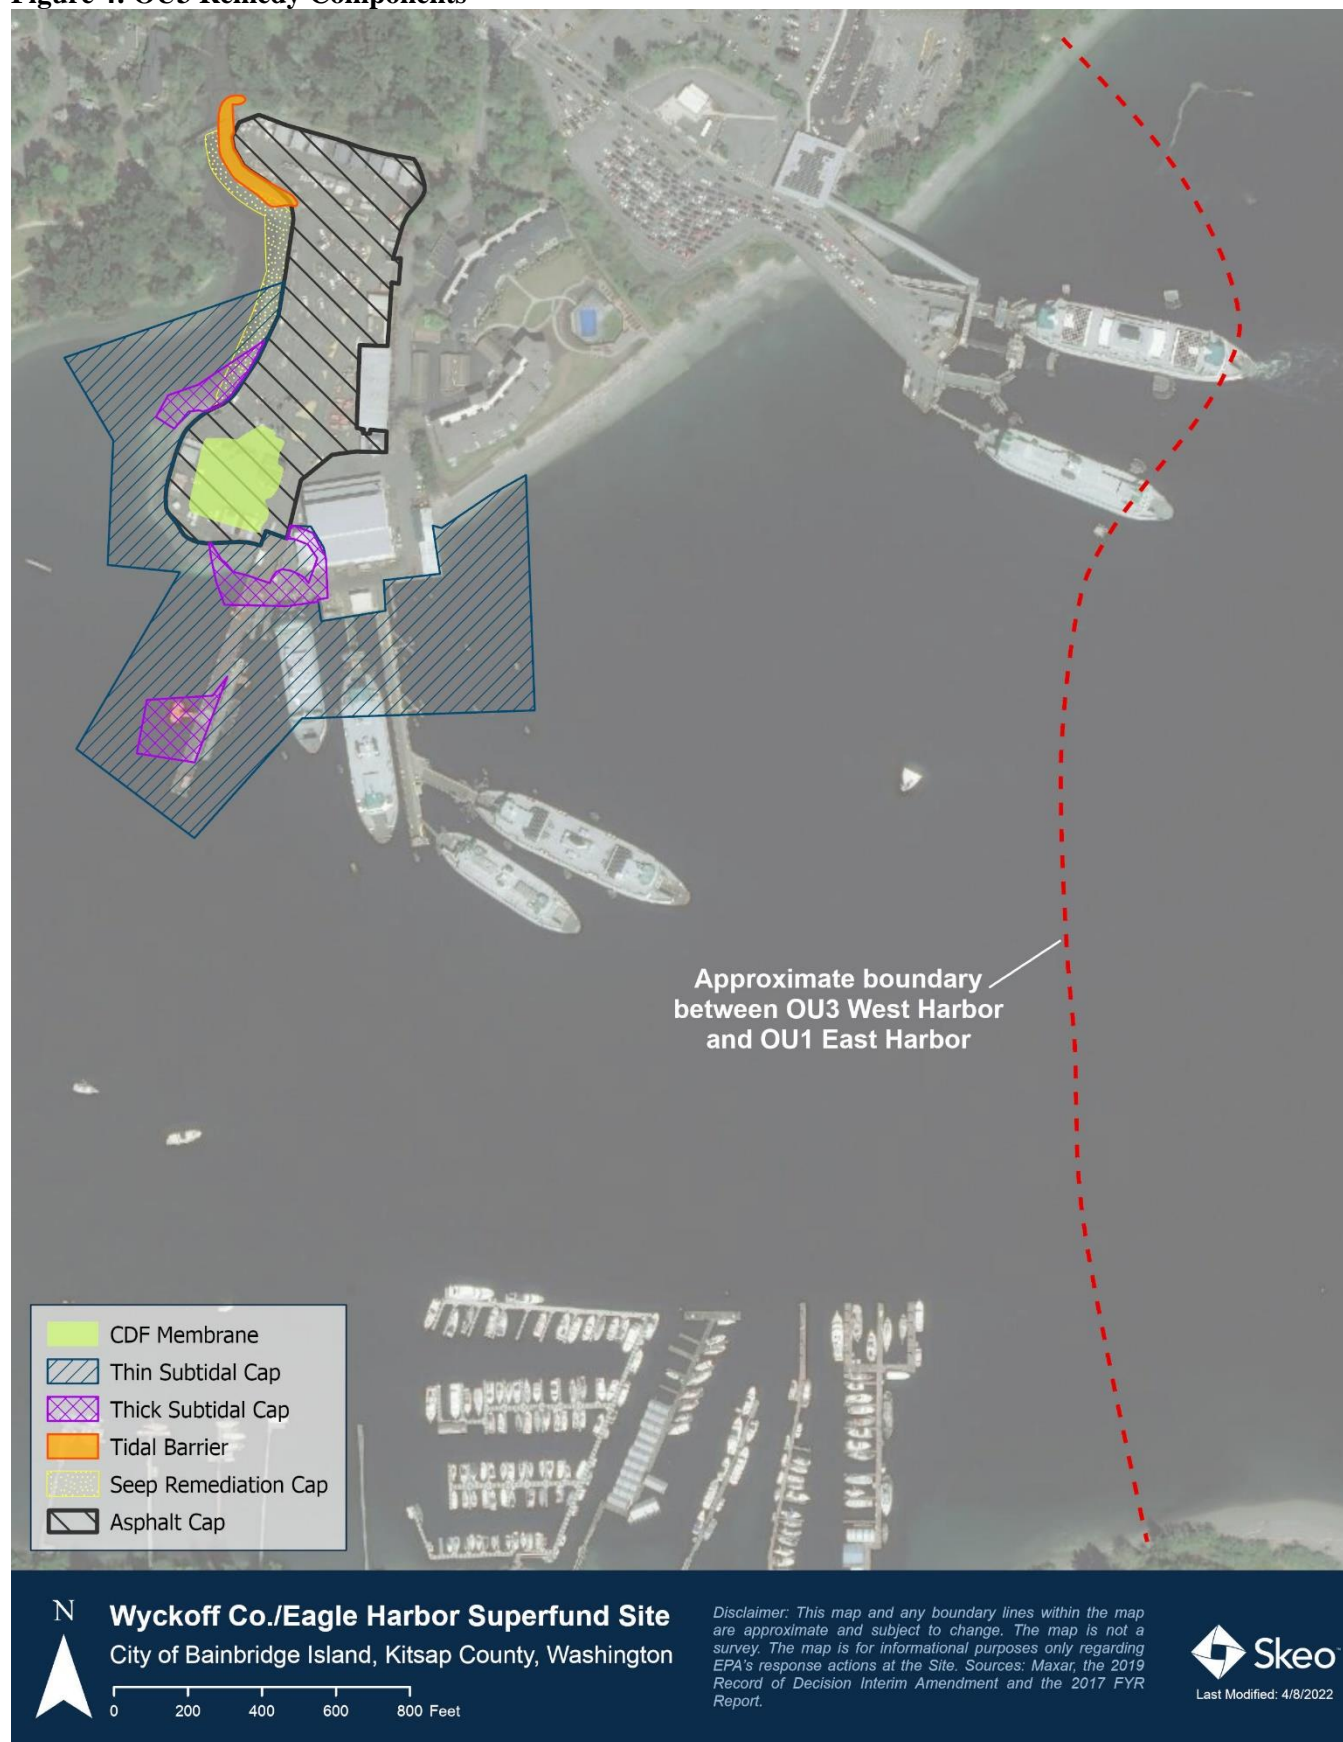 Figure 4: OU3 Remedy Components
Approximate boundary
between OU3 West Harbor
and OU1 East Harbor
CDF Membrane
Thin Subtidal Cap
Thick Subtidal Cap
Tidal Barrier
Seep Remediation Cap
Asphalt Cap
N
Wyckoff Co./Eagle Harbor Superfund Site
City of Bainbridge Island, Kitsap County, Washington
0 200 400 600 800 Feet
Disclaimer: This map and any boundary lines within the map
are approximate and subject to change. The map is not a
survey. The map is for informational purposes only regarding
EPA's response actions at the Site. Sources: Maxar, the 2019
Record of Decision Interim Amendment and the 2017 FYR
Report.
Skeo
Last Modified: 4/8/2022